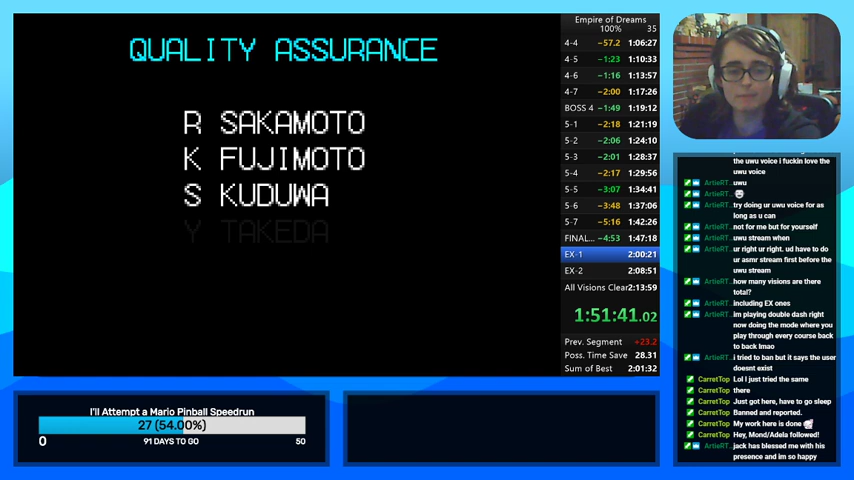 QUALITY ASSURANCE
R SAKAMOTO
K FUJIMOTO
S KUDUWA
Y TAKEDA
Empire of Dreams
100% 35
4-4 −57.2 1:06:27
4-5 −1:23 1:10:33
4-6 −1:16 1:13:57
4-7 −2:00 1:17:26
BOSS 4 −1:49 1:19:12
5-1 −2:18 1:21:19
5-2 −2:06 1:24:10
5-3 −2:01 1:28:37
5-4 −2:17 1:29:56
5-5 −3:07 1:34:41
5-6 −3:48 1:37:06
5-7 −5:16 1:42:26
FINAL... −4:53 1:47:18
EX-1 2:00:21
EX-2 2:08:51
All Visions Clear 2:13:59
1:51:41.02
Prev. Segment +23.2
Poss. Time Save 28.31
Sum of Best 2:01:32
the uwu voice i fuckin love the
uwu voice
ArtieRT.. uwu
ArtieRT..
ArtieRT.. try doing ur uwu voice for as
long as u can
ArtieRT.. not for me but for yourself
ArtieRT.. uwu stream when
ArtieRT.. ur right ur right. ud have to do
ur asmr stream first before the
uwu stream
ArtieRT.. how many visions are there
total?
ArtieRT.. including EX ones
ArtieRT.. im playing double dash right
now doing the mode where you
play through every course back
to back lmao
ArtieRT.. i tried to ban but it says the user
doesnt exist
CarretTop Lol I just tried the same
CarretTop there
CarretTop Just got here, have to go sleep
CarretTop Banned and reported.
CarretTop My work here is done
CarretTop Hey, Mond/Adela followed!
ArtieRT.. jack has blessed me with his
presence and im so happy
I'll Attempt a Mario Pinball Speedrun
27 (54.00%)
0 91 DAYS TO GO 50